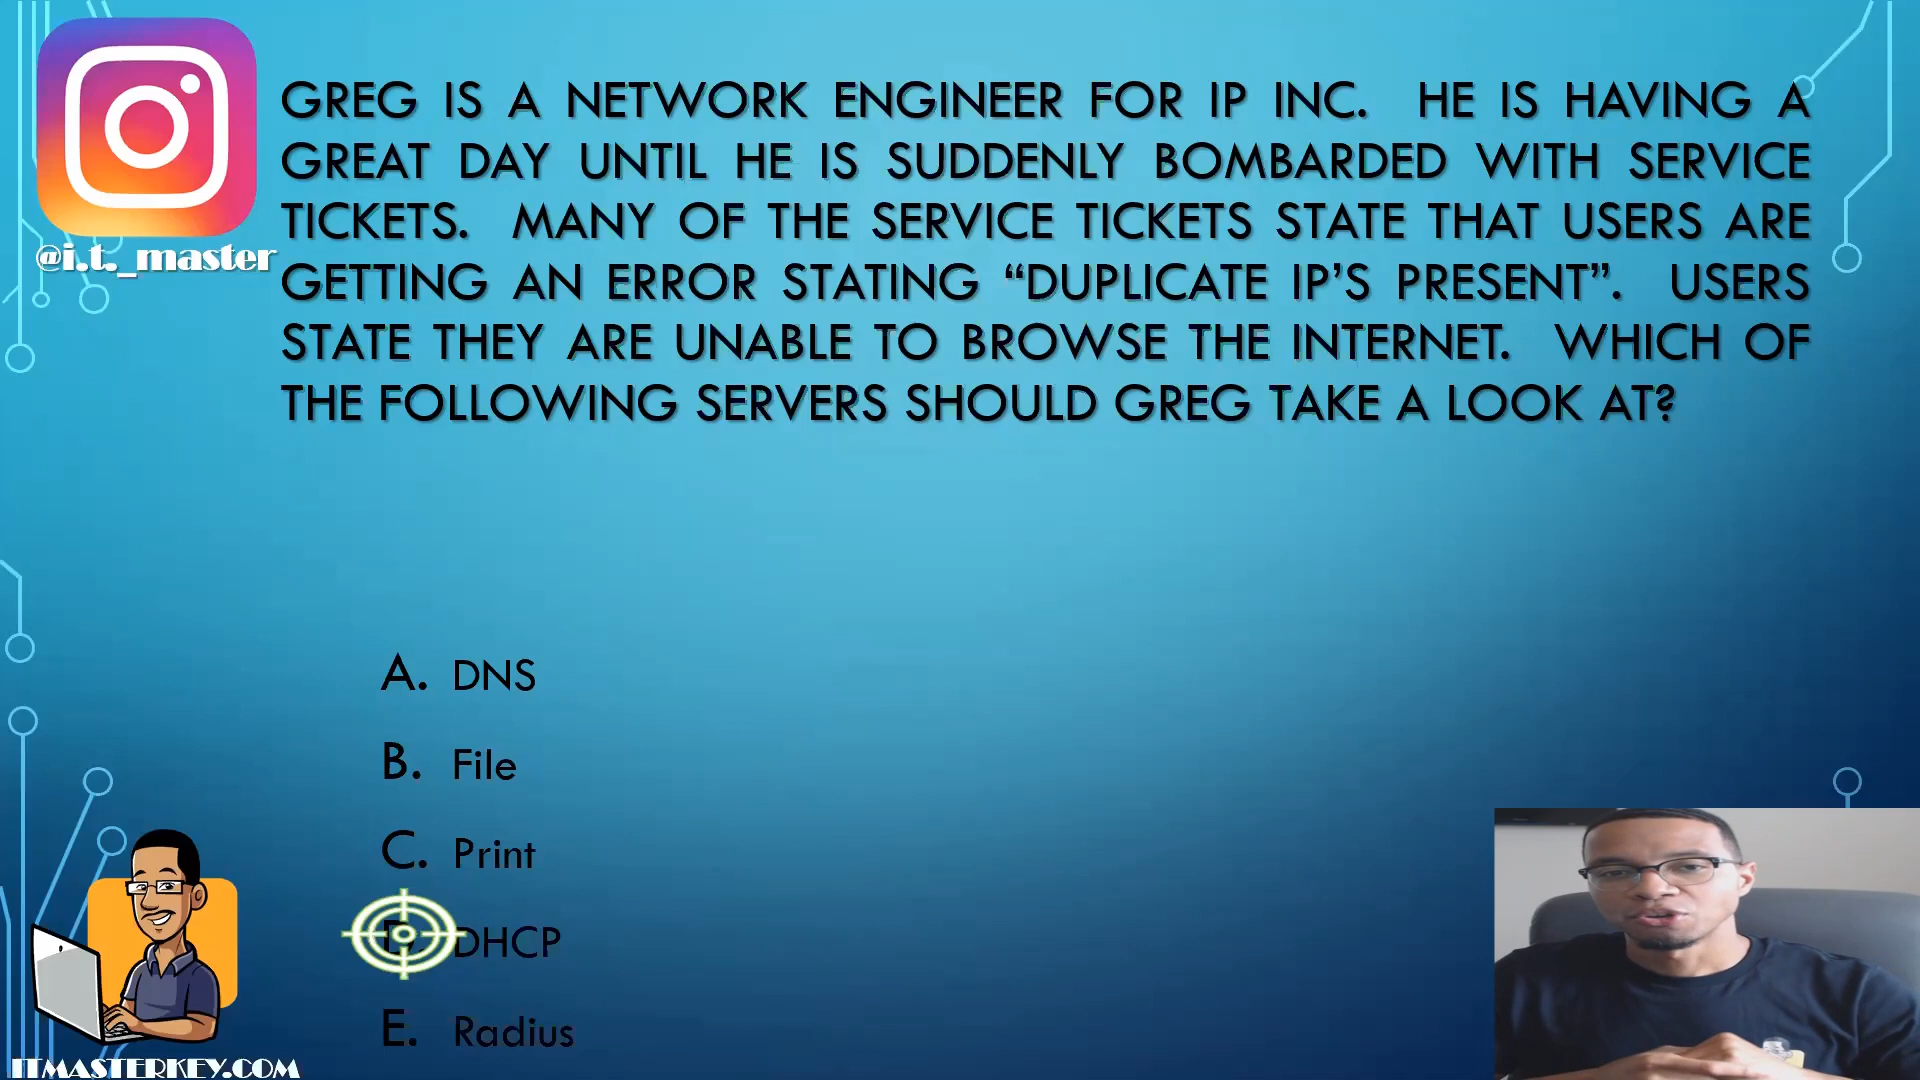 @i.t._master
GREG IS A NETWORK ENGINEER FOR IP INC. HE IS HAVING A
GREAT DAY UNTIL HE IS SUDDENLY BOMBARDED WITH SERVICE
TICKETS. MANY OF THE SERVICE TICKETS STATE THAT USERS ARE
GETTING AN ERROR STATING “DUPLICATE IP’S PRESENT”. USERS
STATE THEY ARE UNABLE TO BROWSE THE INTERNET. WHICH OF
THE FOLLOWING SERVERS SHOULD GREG TAKE A LOOK AT?
A. DNS
B. File
C. Print
D. DHCP
E. Radius
ITMASTERKEY.COM